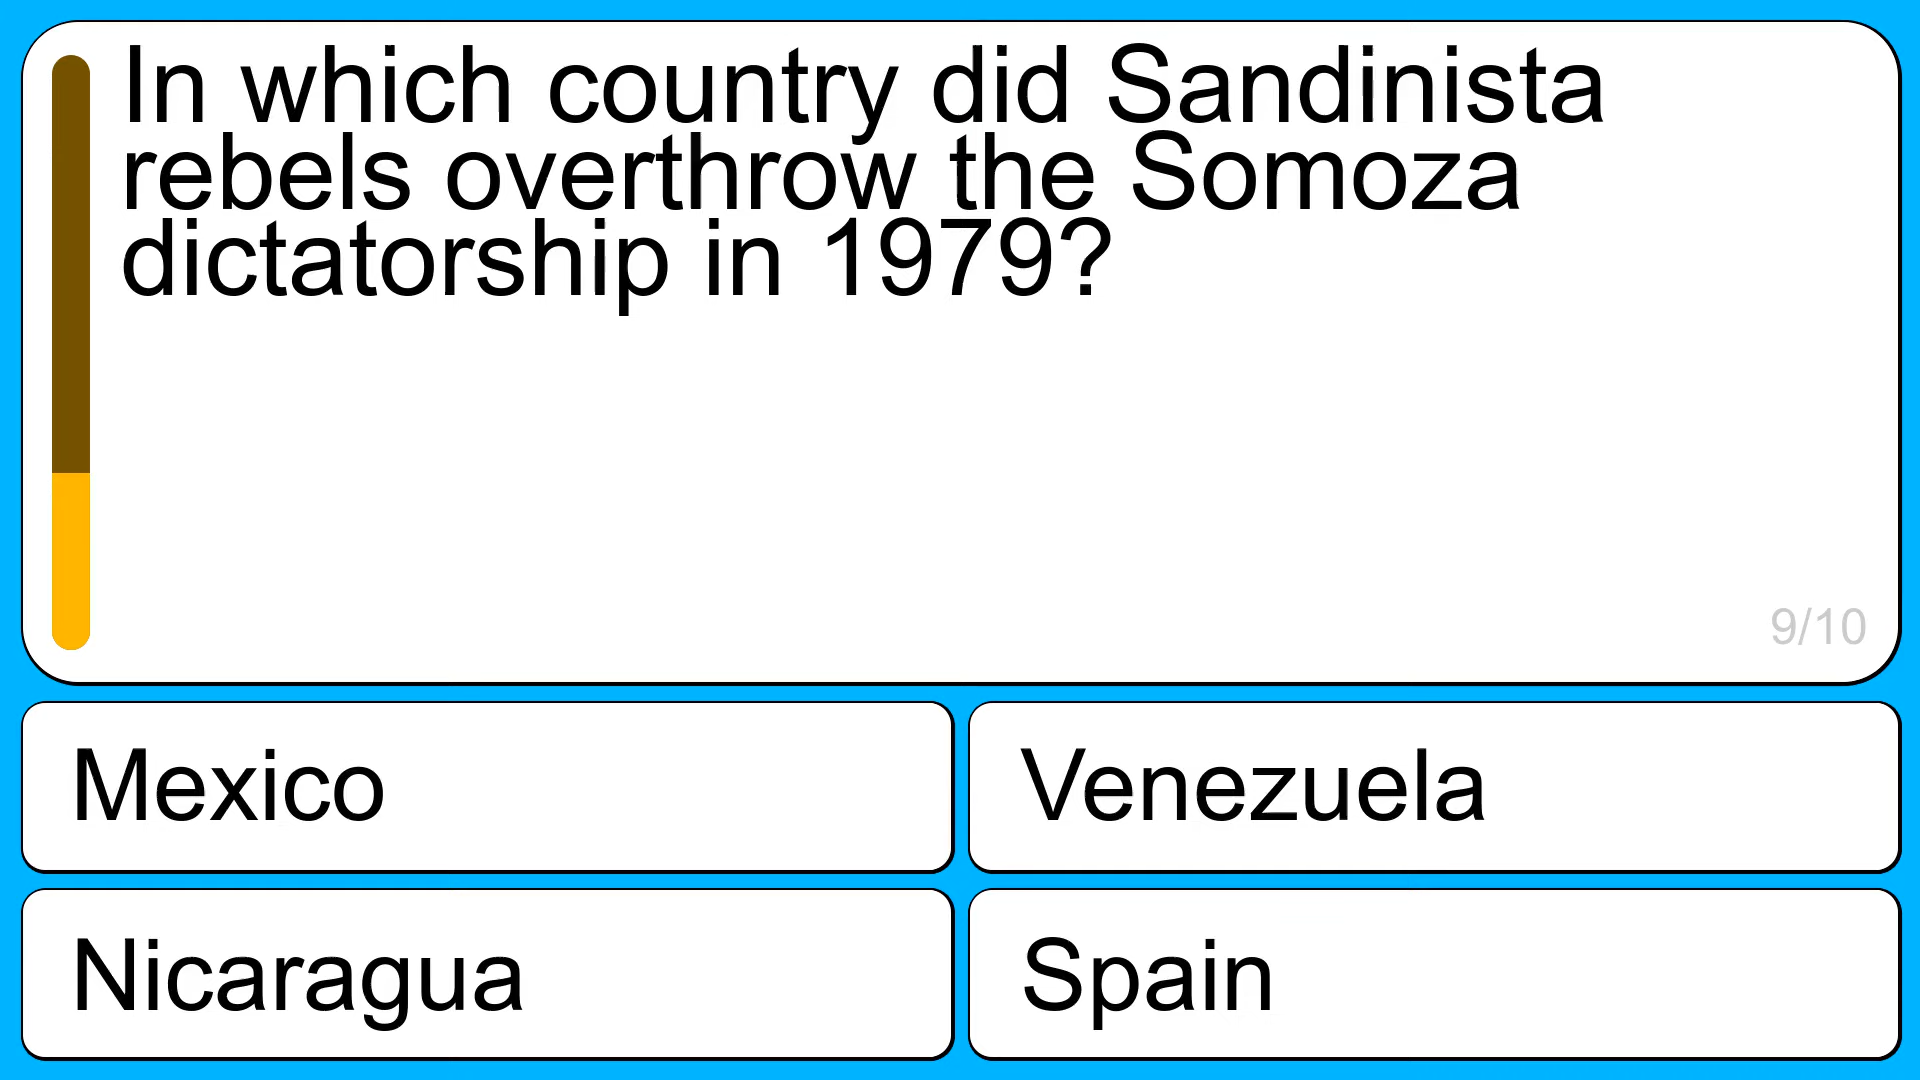 In which country did Sandinista
rebels overthrow the Somoza
dictatorship in 1979?
9/10
Mexico
Venezuela
Nicaragua
Spain